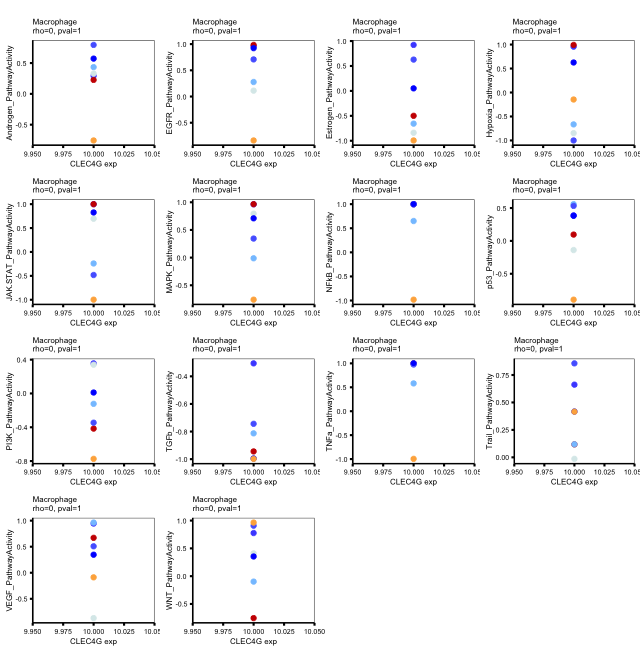 Macrophage
rho=0, pval=1
Androgen_PathwayActivity
0.5
0.0
-0.5
9.950 9.975 10.000 10.025 10.05
CLEC4G exp
Macrophage
rho=0, pval=1
EGFR_PathwayActivity
1.0
0.5
0.0
-0.5
9.950 9.975 10.000 10.025 10.05
CLEC4G exp
Macrophage
rho=0, pval=1
Estrogen_PathwayActivity
1.0
0.5
0.0
-0.5
-1.0
9.950 9.975 10.000 10.025 10.05
CLEC4G exp
Macrophage
rho=0, pval=1
Hypoxia_PathwayActivity
1.0
0.5
0.0
-0.5
-1.0
9.950 9.975 10.000 10.025 10.05
CLEC4G exp
Macrophage
rho=0, pval=1
JAK.STAT_PathwayActivity
1.0
0.5
0.0
-0.5
-1.0
9.950 9.975 10.000 10.025 10.05
CLEC4G exp
Macrophage
rho=0, pval=1
MAPK_PathwayActivity
1.0
0.5
0.0
-0.5
9.950 9.975 10.000 10.025 10.05
CLEC4G exp
Macrophage
rho=0, pval=1
NFkB_PathwayActivity
1.0
0.5
0.0
-0.5
-1.0
9.950 9.975 10.000 10.025 10.05
CLEC4G exp
Macrophage
rho=0, pval=1
p53_PathwayActivity
0.5
0.0
-0.5
9.950 9.975 10.000 10.025 10.05
CLEC4G exp
Macrophage
rho=0, pval=1
PI3K_PathwayActivity
0.4
0.0
-0.4
-0.8
9.950 9.975 10.000 10.025 10.05
CLEC4G exp
Macrophage
rho=0, pval=1
TGFb_PathwayActivity
-0.4
-0.6
-0.8
-1.0
9.950 9.975 10.000 10.025 10.05
CLEC4G exp
Macrophage
rho=0, pval=1
TNFa_PathwayActivity
1.0
0.5
0.0
-0.5
-1.0
9.950 9.975 10.000 10.025 10.05
CLEC4G exp
Macrophage
rho=0, pval=1
Trail_PathwayActivity
0.75
0.50
0.25
0.00
9.950 9.975 10.000 10.025 10.05
CLEC4G exp
Macrophage
rho=0, pval=1
VEGF_PathwayActivity
1.0
0.5
0.0
-0.5
9.950 9.975 10.000 10.025 10.05
CLEC4G exp
Macrophage
rho=0, pval=1
WNT_PathwayActivity
1.0
0.5
0.0
-0.5
9.950 9.975 10.000 10.025 10.050
CLEC4G exp